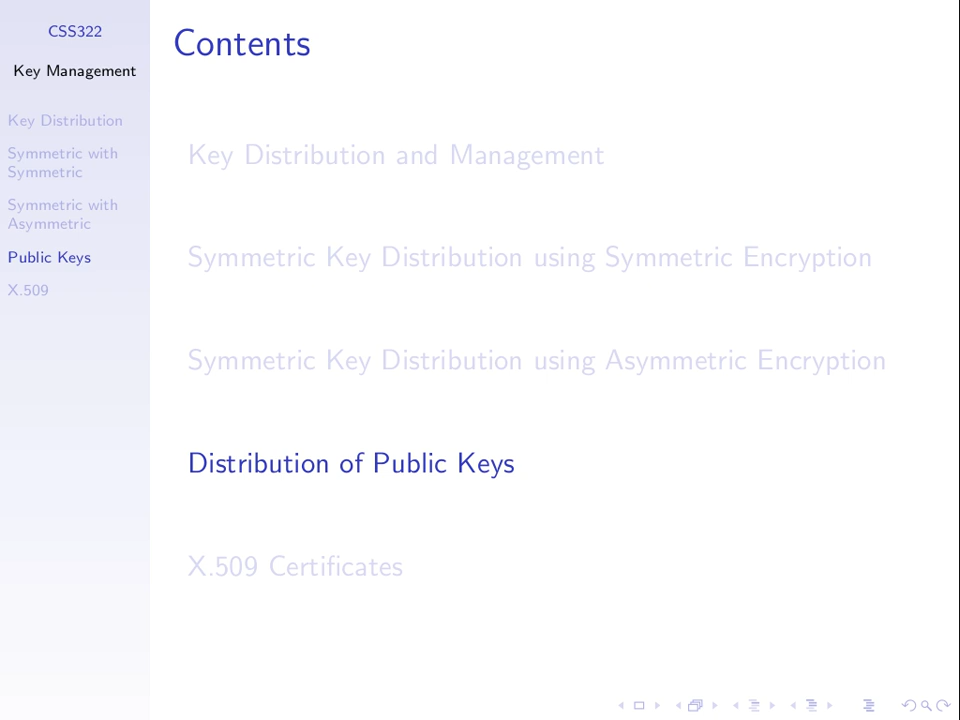 CSS322
Key Management
Key Distribution
Symmetric with
Symmetric
Symmetric with
Asymmetric
Public Keys
X.509
Contents
Key Distribution and Management
Symmetric Key Distribution using Symmetric Encryption
Symmetric Key Distribution using Asymmetric Encryption
Distribution of Public Keys
X.509 Certificates